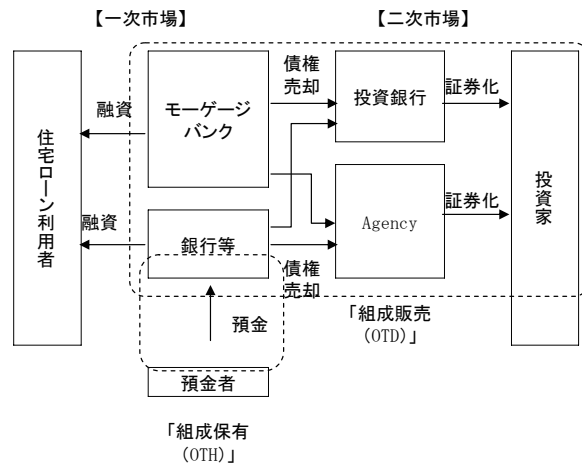 【一次市場】
【二次市場】
住宅ローン利用者
融資
融資
モーゲージ
バンク
銀行等
債権
売却
債権
売却
投資銀行
Agency
証券化
証券化
投資家
預金
預金者
「組成販売
(OTD)」
「組成保有
(OTH)」